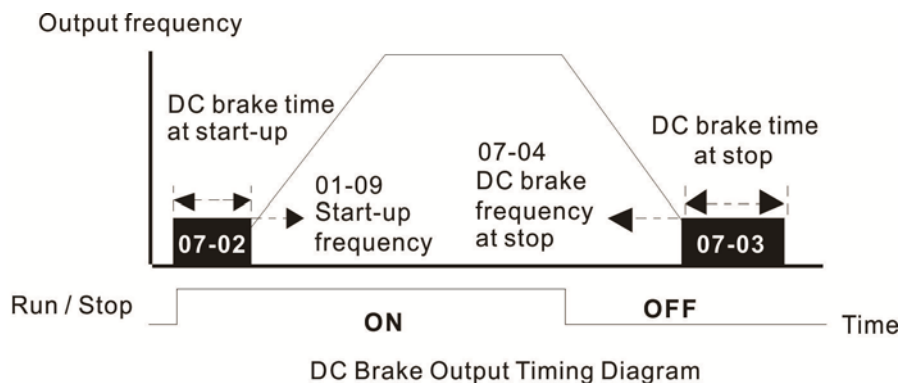 Output frequency
DC brake time
at start-up
DC brake time
at stop
01-09
Start-up
frequency
07-04
DC brake
frequency
at stop
07-02
07-03
Run / Stop
ON
OFF
Time
DC Brake Output Timing Diagram